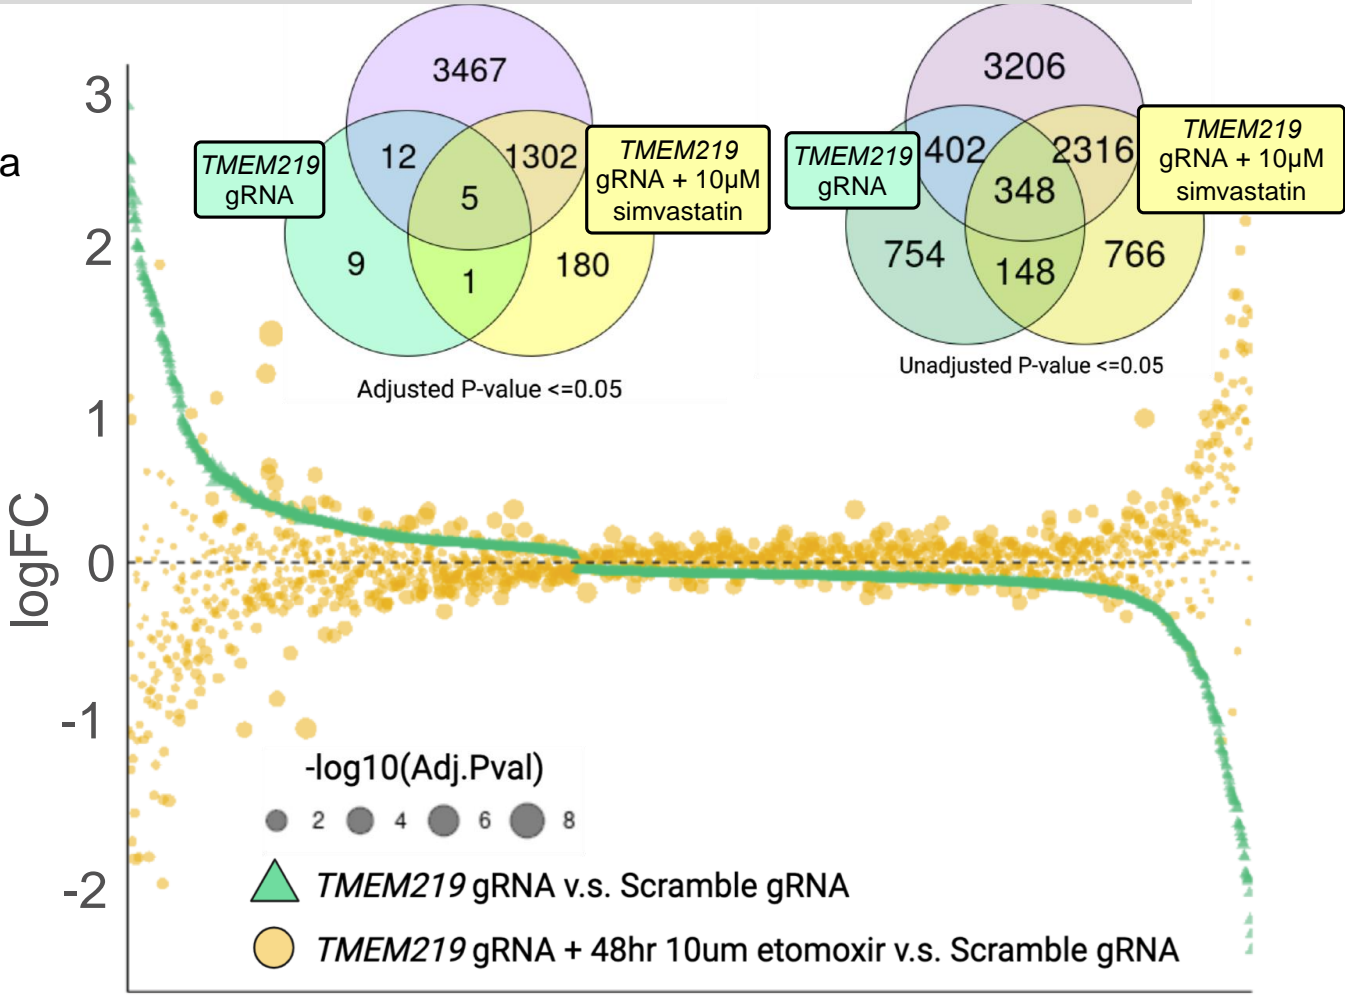 a
3467
12
1302
5
9
1
180
TMEM219
gRNA
TMEM219
gRNA + 10µM
simvastatin
Adjusted P-value <=0.05
3206
402
2316
348
754
148
766
TMEM219
gRNA
TMEM219
gRNA + 10µM
simvastatin
Unadjusted P-value <=0.05
logFC
3
2
1
0
-1
-2
-log10(Adj.Pval)
2 4 6 8
TMEM219 gRNA v.s. Scramble gRNA
TMEM219 gRNA + 48hr 10um etomoxir v.s. Scramble gRNA